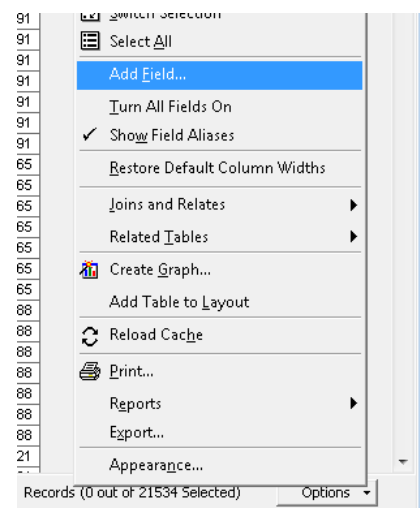 91
Switch Selection
91
Select All
91
91
Add Field...
91
Turn All Fields On
91
91
Show Field Aliases
65
Restore Default Column Widths
65
65
Joins and Relates
65
65
Related Tables
65
Create Graph...
65
88
Add Table to Layout
88
Reload Cache
88
88
Print...
88
Reports
88
88
Export...
21
Appearance...
Records (0 out of 21534 Selected)
Options